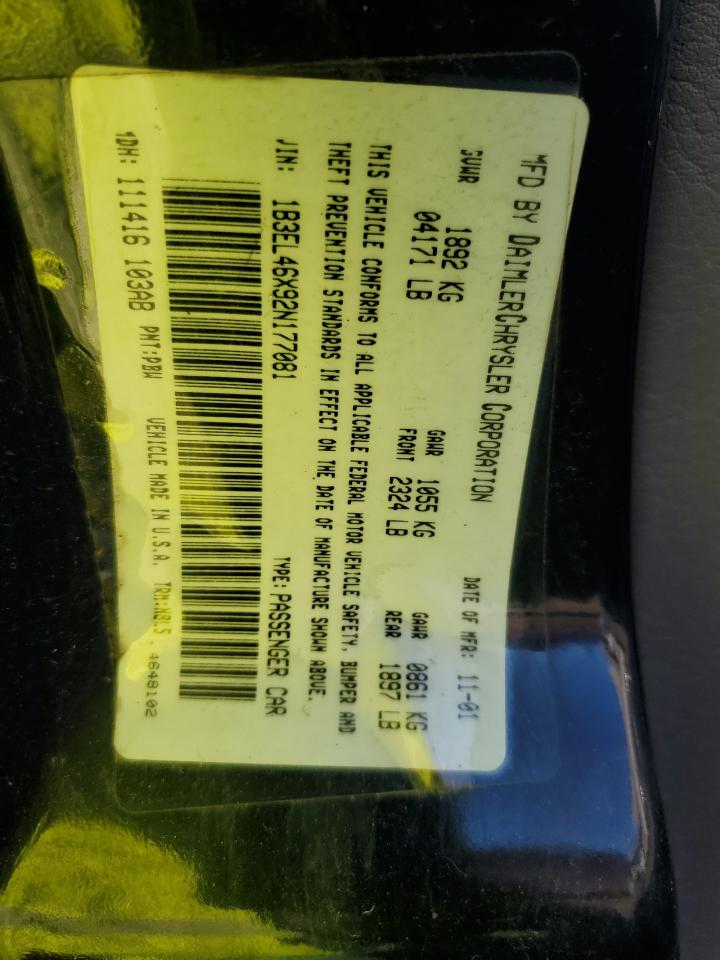 MFD BY DAIMLERCHRYSLER CORPORATION
DATE OF MFR: 11-01
GVWR 1892 KG
04171 LB
GAWR 1055 KG
FRONT 2324 LB
GAWR 0861 KG
REAR 1897 LB
THIS VEHICLE CONFORMS TO ALL APPLICABLE FEDERAL MOTOR VEHICLE SAFETY, BUMPER AND
THEFT PREVENTION STANDARDS IN EFFECT ON THE DATE OF MANUFACTURE SHOWN ABOVE.
VIN: 1B3EL46X92N177081 TYPE: PASSENGER CAR
MDH: 111416 103AB PNT:PBW VEHICLE MADE IN U.S.A. 4648102